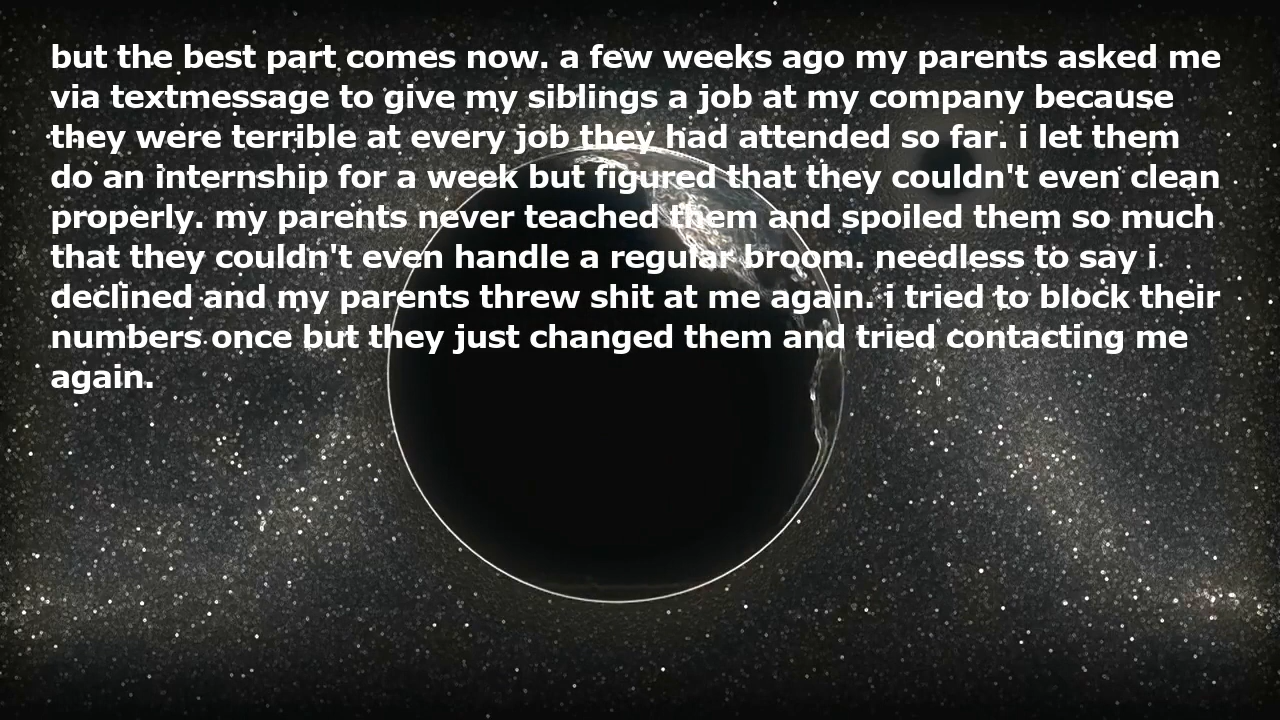 but the best part comes now. a few weeks ago my parents asked me
via textmessage to give my siblings a job at my company because
they were terrible at every job they had attended so far. i let them
do an internship for a week but figured that they couldn't even clean
properly. my parents never teached them and spoiled them so much
that they couldn't even handle a regular broom. needless to say i
declined and my parents threw shit at me again. i tried to block their
numbers once but they just changed them and tried contacting me
again.